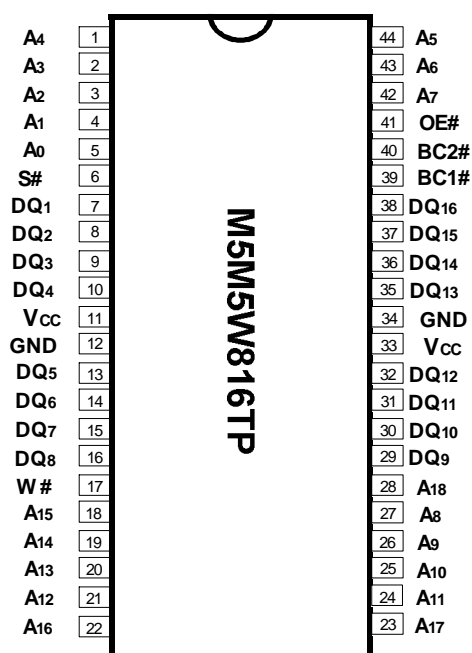 A4 1 44 A5
A3 2 43 A6
A2 3 42 A7
A1 4 41 OE#
A0 5 40 BC2#
S# 6 39 BC1#
DQ1 7 38 DQ16
DQ2 8 37 DQ15
DQ3 9 36 DQ14
DQ4 10 35 DQ13
VCC 11 34 GND
GND 12 33 VCC
DQ5 13 32 DQ12
DQ6 14 31 DQ11
DQ7 15 30 DQ10
DQ8 16 29 DQ9
W# 17 28 A18
A15 18 27 A8
A14 19 26 A9
A13 20 25 A10
A12 21 24 A11
A16 22 23 A17
M5M5W816TP